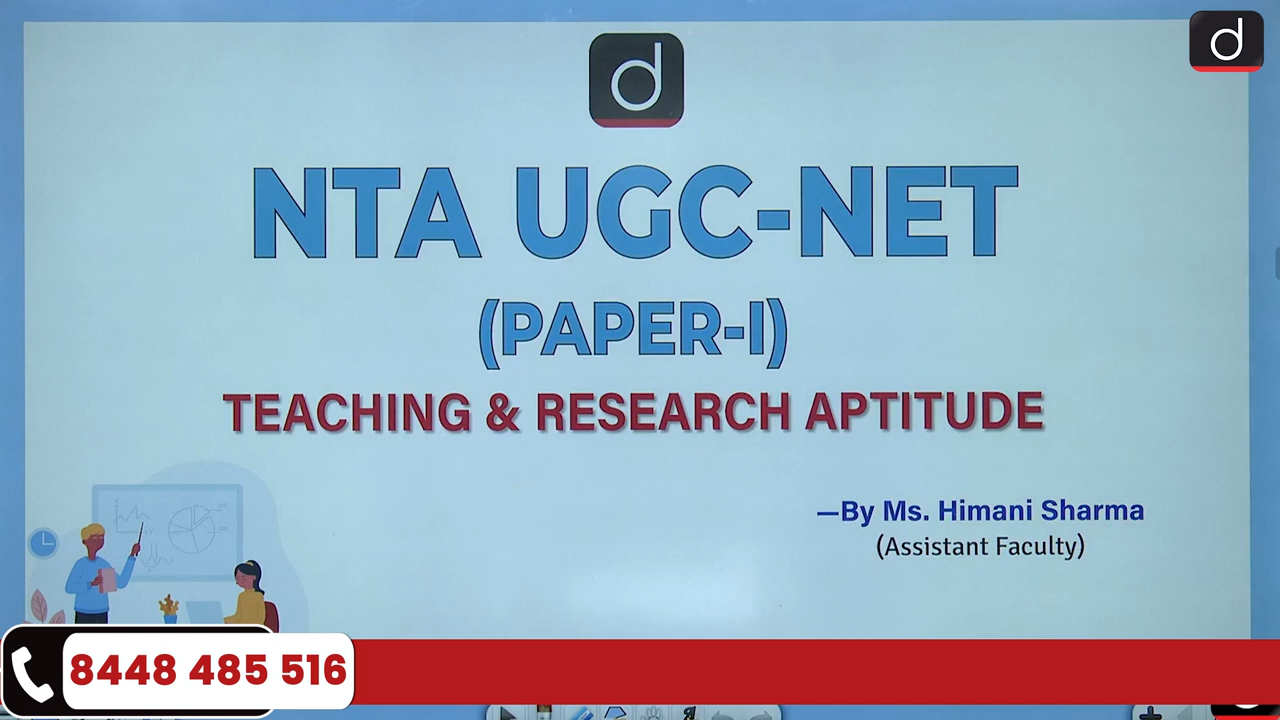 d
d
NTA UGC-NET
(PAPER-I)
TEACHING & RESEARCH APTITUDE
—By Ms. Himani Sharma
(Assistant Faculty)
8448 485 516